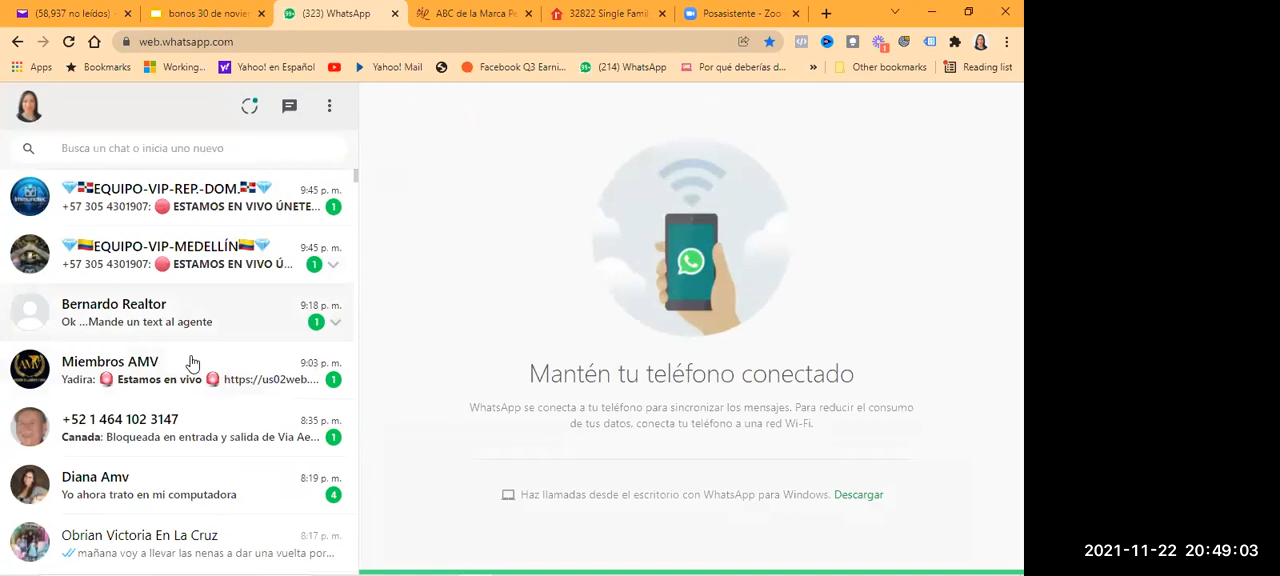 (58,937 no leídos)
bonos 30 de novie
(323) WhatsApp
ABC de la Marca Pe
32822 Single Famil
Posasistente - Zoo
web.whatsapp.com
Apps
Bookmarks
Working...
Yahoo! en Español
Yahoo! Mail
Facebook Q3 Earni...
(214) WhatsApp
Por qué deberías d...
»
Other bookmarks
Reading list
Busca un chat o inicia uno nuevo
💎🇩🇴EQUIPO-VIP-REP.-DOM.🇩🇴💎 9:45 p. m.
+57 305 4301907: 🔴 ESTAMOS EN VIVO ÚNETE... 1
💎🇨🇴EQUIPO-VIP-MEDELLÍN🇨🇴💎 9:45 p. m.
+57 305 4301907: 🔴 ESTAMOS EN VIVO Ú... 1
Bernardo Realtor 9:18 p. m.
Ok ...Mande un text al agente 1
Miembros AMV 9:03 p. m.
Yadira: 🚨 Estamos en vivo 🚨 https://us02web.... 1
+52 1 464 102 3147 8:35 p. m.
Canada: Bloqueada en entrada y salida de Via Ae... 1
Diana Amv 8:19 p. m.
Yo ahora trato en mi computadora 4
Obrian Victoria En La Cruz 8:17 p. m.
mañana voy a llevar las nenas a dar una vuelta por...
Mantén tu teléfono conectado
WhatsApp se conecta a tu teléfono para sincronizar los mensajes. Para reducir el consumo
de tus datos, conecta tu teléfono a una red Wi-Fi.
Haz llamadas desde el escritorio con WhatsApp para Windows. Descargar
2021-11-22 20:49:03